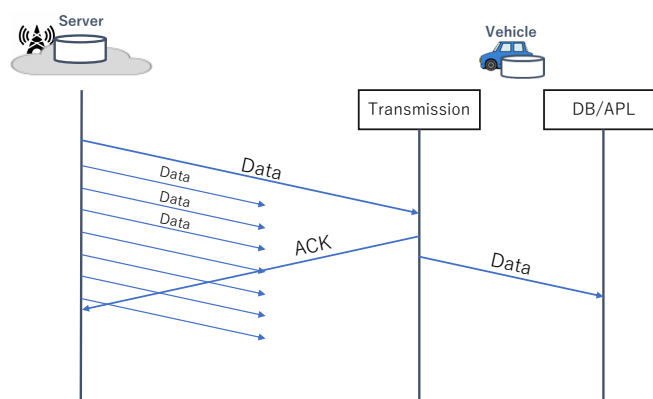 Server
Vehicle
Transmission
DB/APL
Data
Data
Data
Data
ACK
Data